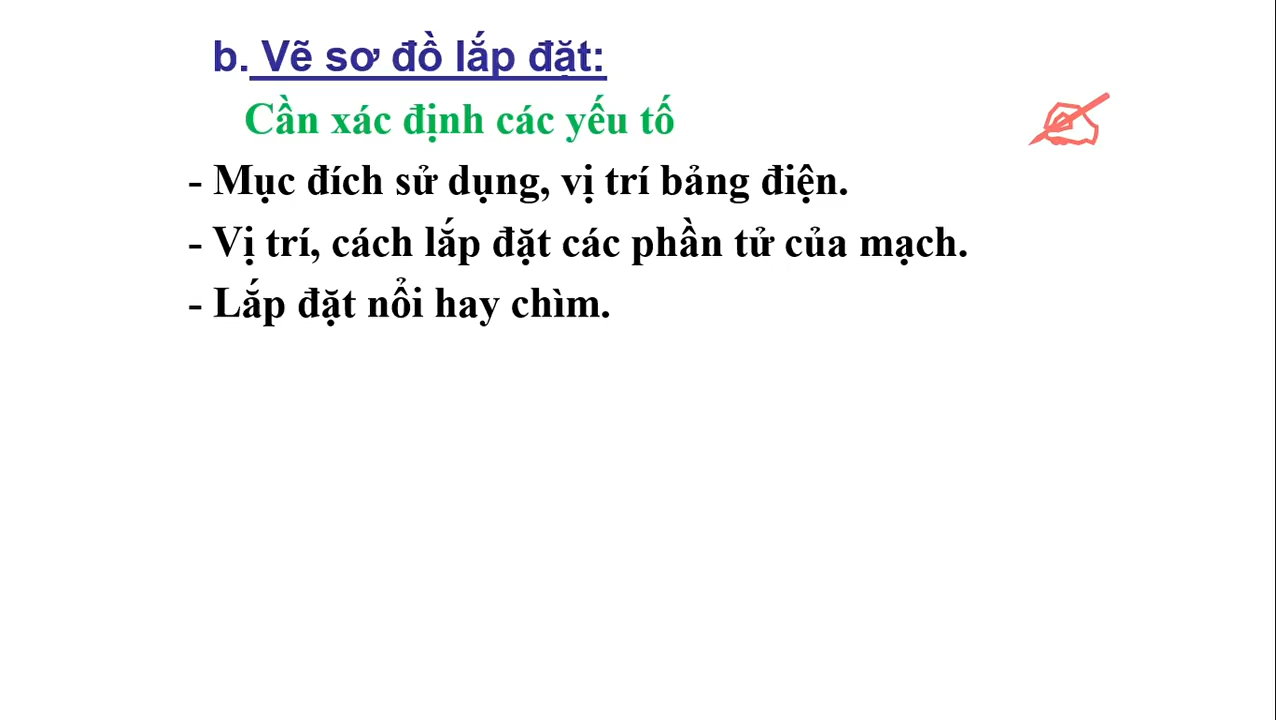 b. Vẽ sơ đồ lắp đặt:
Cần xác định các yếu tố
- Mục đích sử dụng, vị trí bảng điện.
- Vị trí, cách lắp đặt các phần tử của mạch.
- Lắp đặt nổi hay chìm.